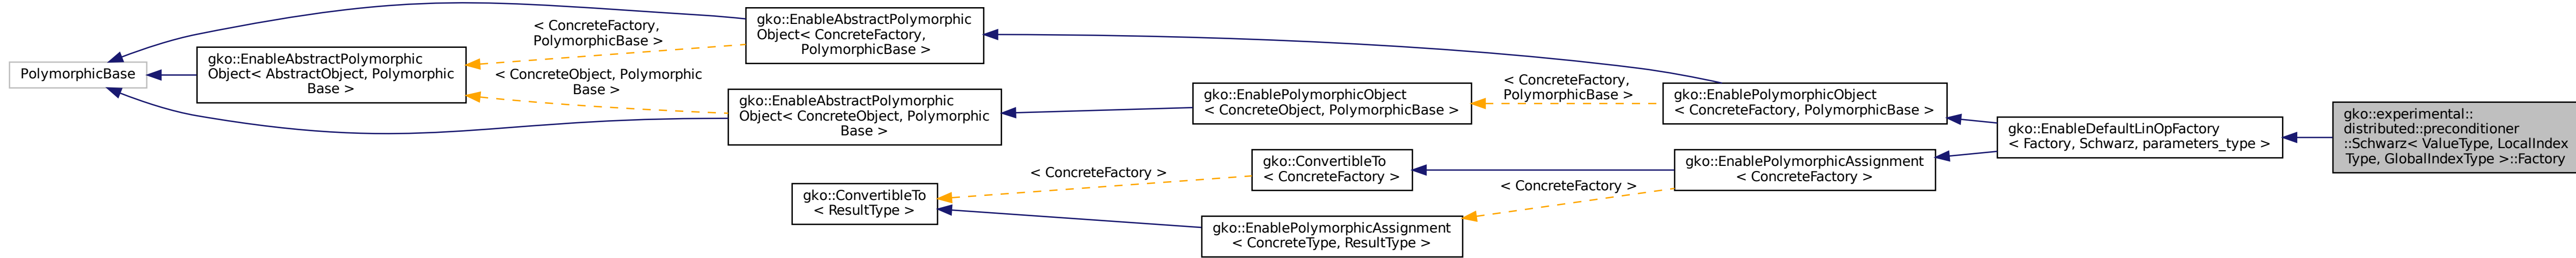 PolymorphicBase
gko::EnableAbstractPolymorphic
Object< AbstractObject, Polymorphic
Base >
< ConcreteFactory,
PolymorphicBase >
< ConcreteObject, Polymorphic
Base >
gko::EnableAbstractPolymorphic
Object< ConcreteFactory,
PolymorphicBase >
gko::EnableAbstractPolymorphic
Object< ConcreteObject, Polymorphic
Base >
gko::ConvertibleTo
< ResultType >
< ConcreteFactory >
gko::EnablePolymorphicObject
< ConcreteObject, PolymorphicBase >
gko::ConvertibleTo
< ConcreteFactory >
gko::EnablePolymorphicAssignment
< ConcreteType, ResultType >
< ConcreteFactory,
PolymorphicBase >
< ConcreteFactory >
gko::EnablePolymorphicObject
< ConcreteFactory, PolymorphicBase >
gko::EnablePolymorphicAssignment
< ConcreteFactory >
gko::EnableDefaultLinOpFactory
< Factory, Schwarz, parameters_type >
gko::experimental::
distributed::preconditioner
::Schwarz< ValueType, LocalIndex
Type, GlobalIndexType >::Factory